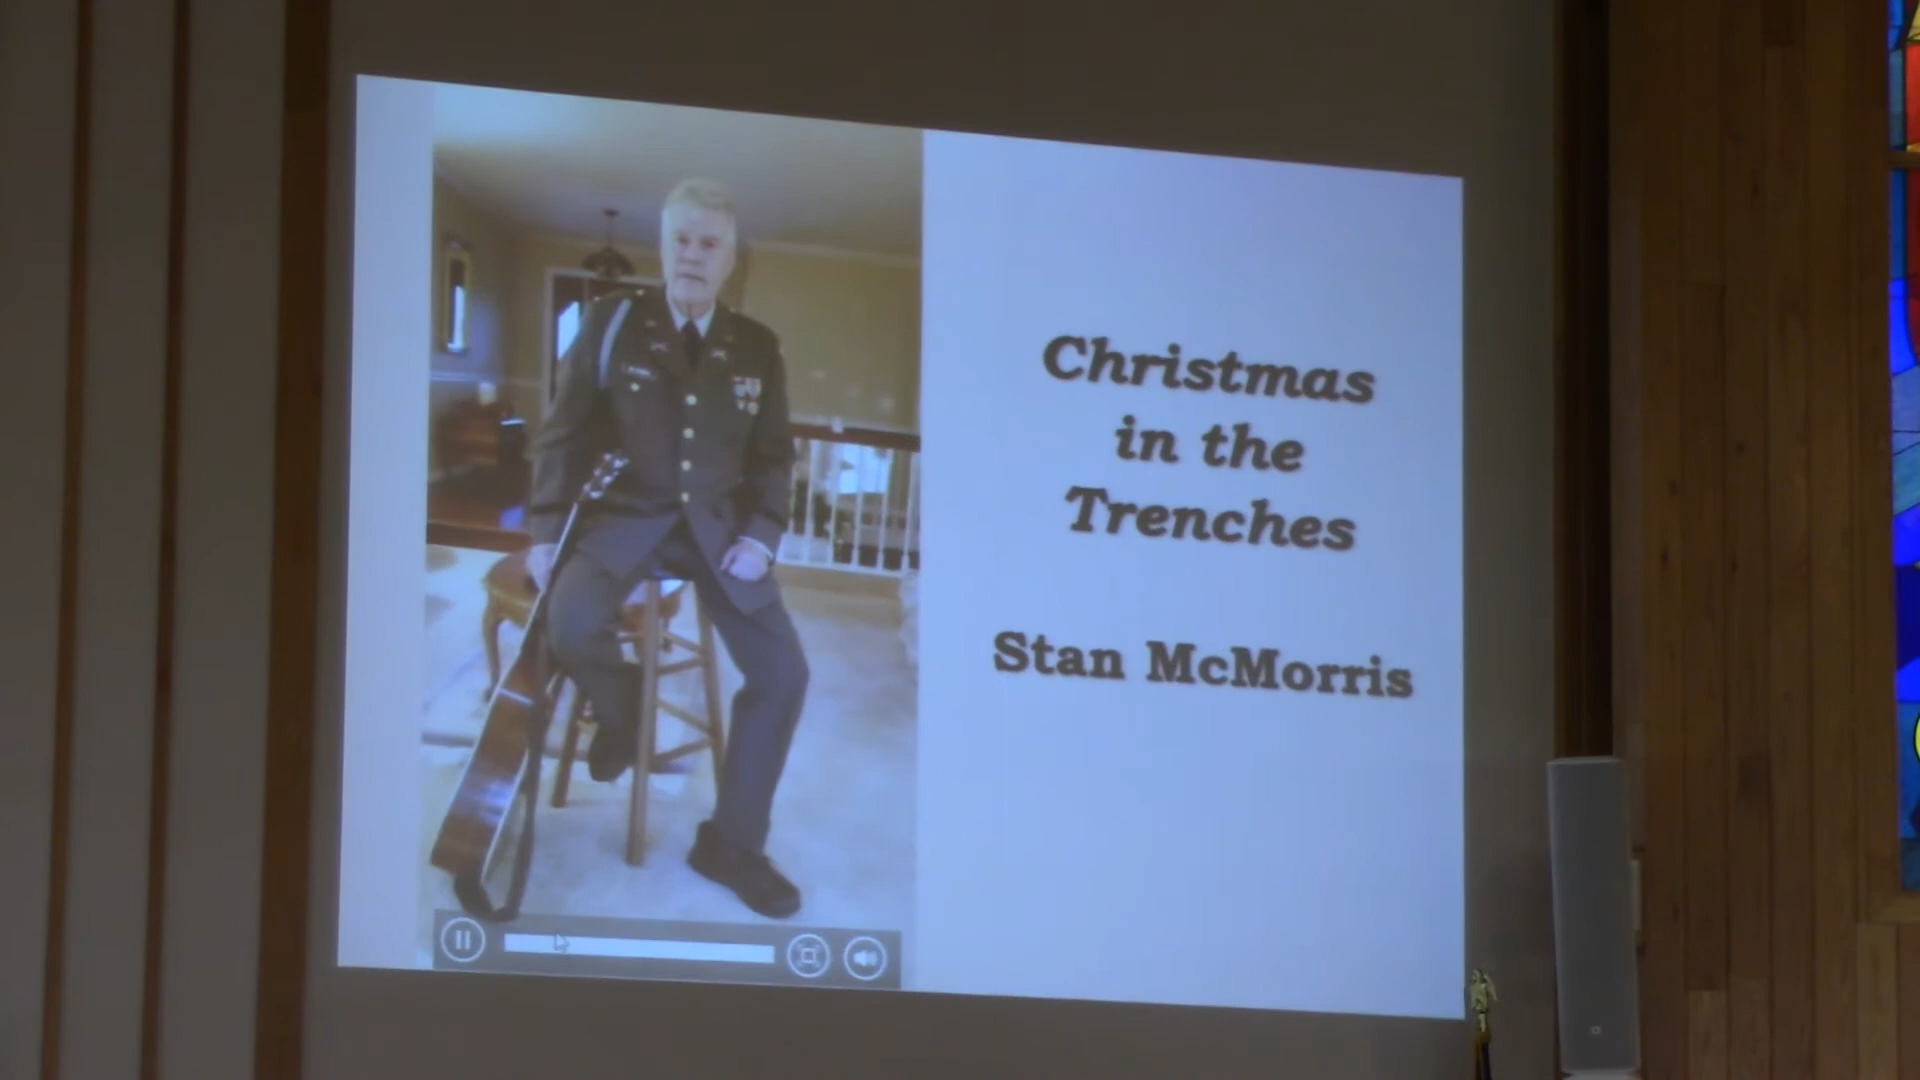 Christmas
in the
Trenches
Stan McMorris